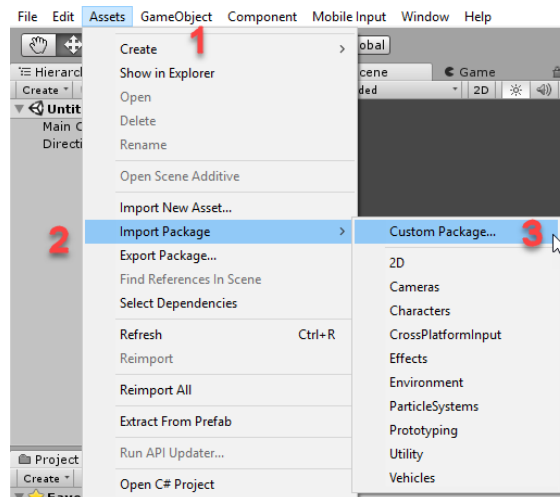 File Edit Assets GameObject Component Mobile Input Window Help
1
Create
obal
Hierarc
Show in Explorer
cene
Game
Create
Open
ded
2D
Untit
Delete
Main C
Directi
Rename
Open Scene Additive
Import New Asset...
2
Import Package
Custom Package...
3
Export Package...
2D
Find References In Scene
Cameras
Select Dependencies
Characters
Refresh Ctrl+R
CrossPlatformInput
Reimport
Effects
Reimport All
Environment
ParticleSystems
Extract From Prefab
Prototyping
Run API Updater...
Utility
Project
Open C# Project
Vehicles
Create